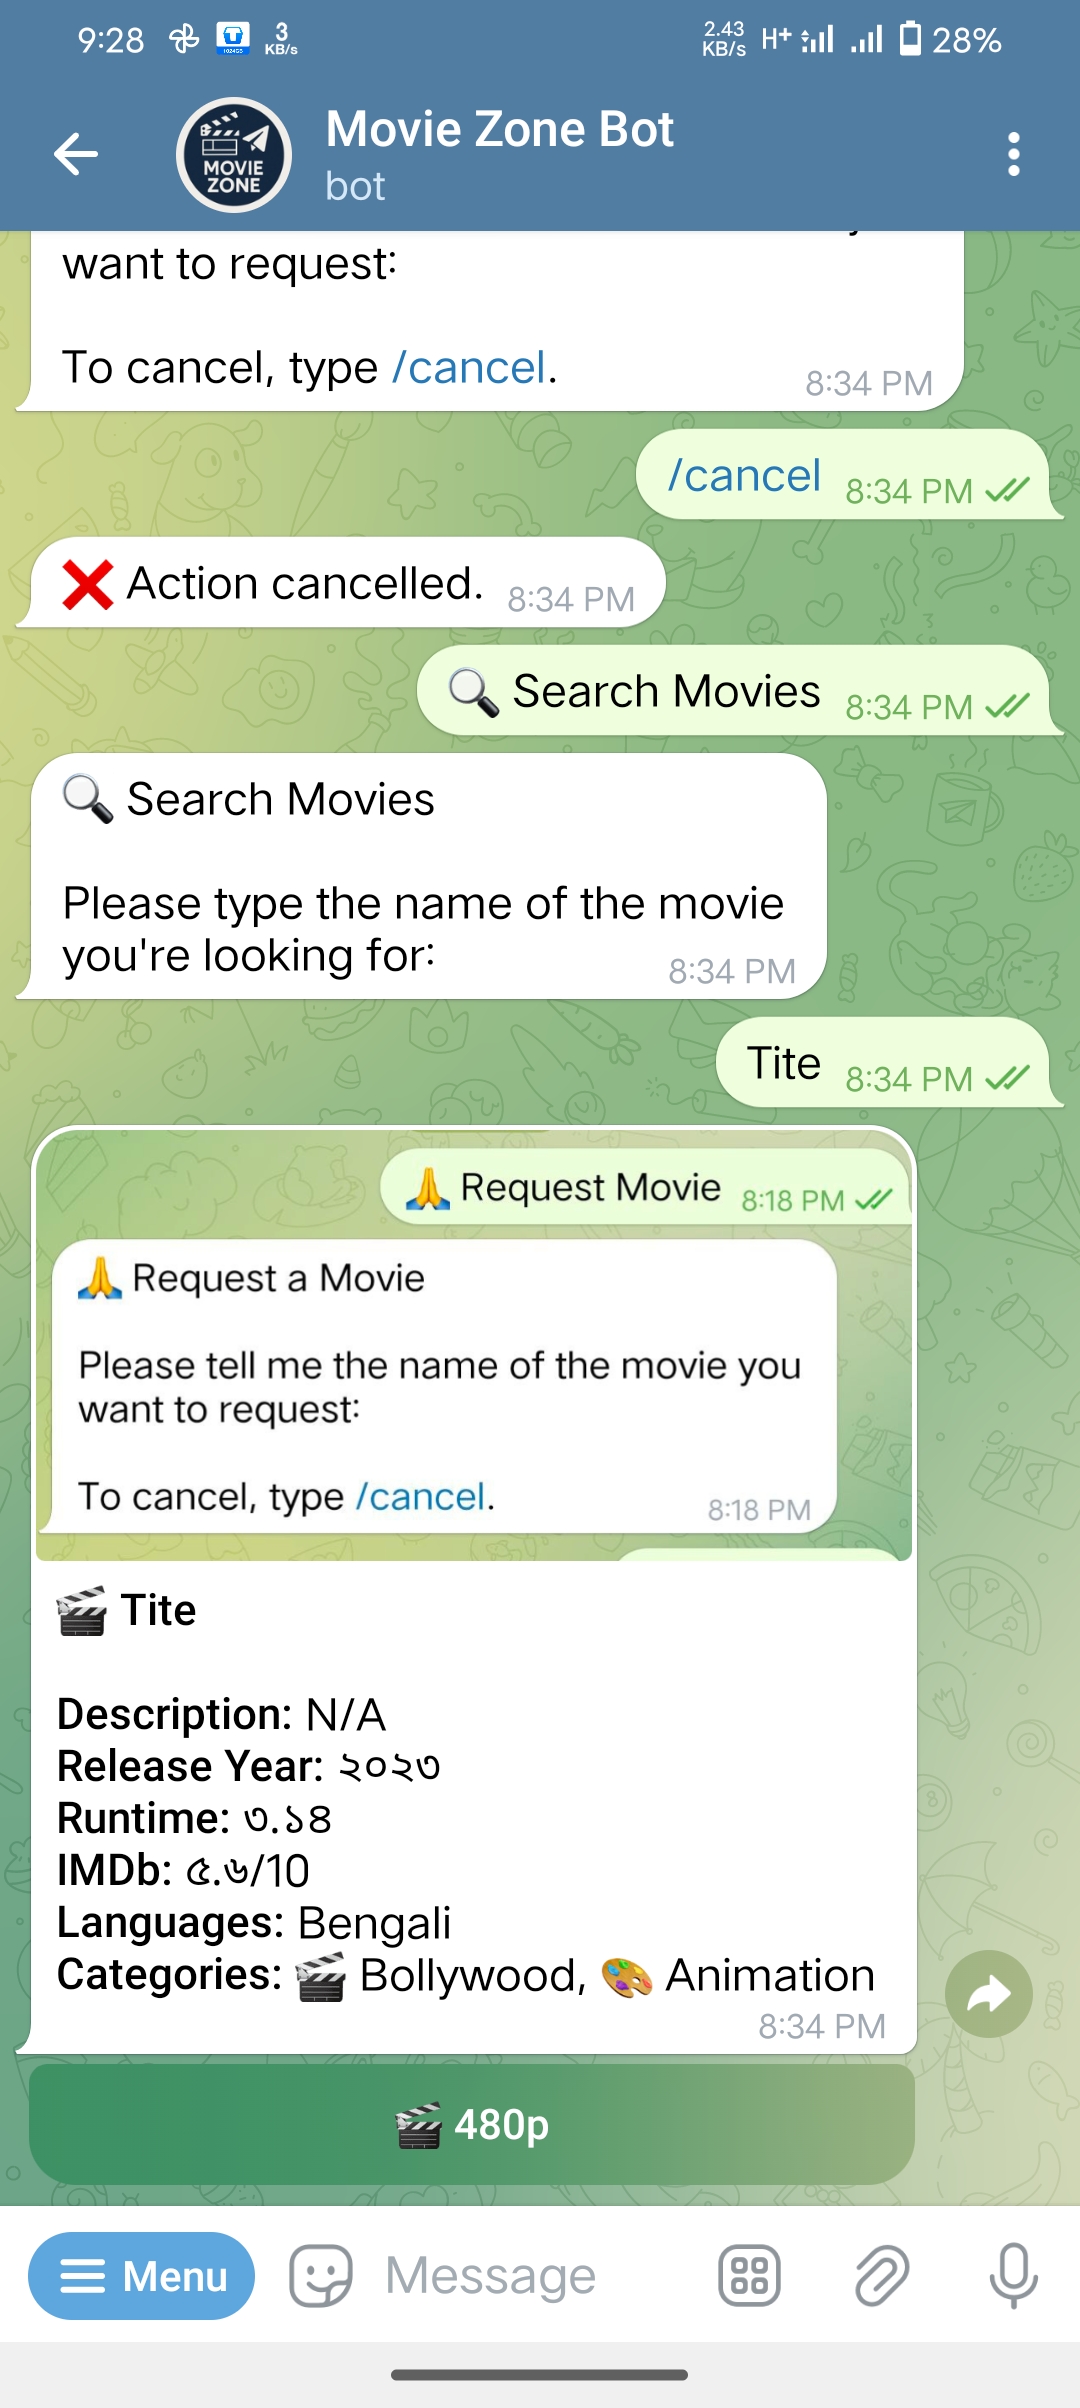 9:28
3
KB/s
2.43
KB/s
H+
28%
MOVIE
ZONE
Movie Zone Bot
bot
want to request:
To cancel, type /cancel.
8:34 PM
/cancel 8:34 PM
❌ Action cancelled. 8:34 PM
🔍 Search Movies 8:34 PM
🔍 Search Movies
Please type the name of the movie
you're looking for:
8:34 PM
Tite 8:34 PM
🙏 Request Movie 8:18 PM
🙏 Request a Movie
Please tell me the name of the movie you
want to request:
To cancel, type /cancel.
8:18 PM
🎬 Tite
Description: N/A
Release Year: ২০২৩
Runtime: ৩.১৪
IMDb: ৫.৬/10
Languages: Bengali
Categories: 🎬 Bollywood, 🎨 Animation
8:34 PM
🎬 480p
Menu
Message